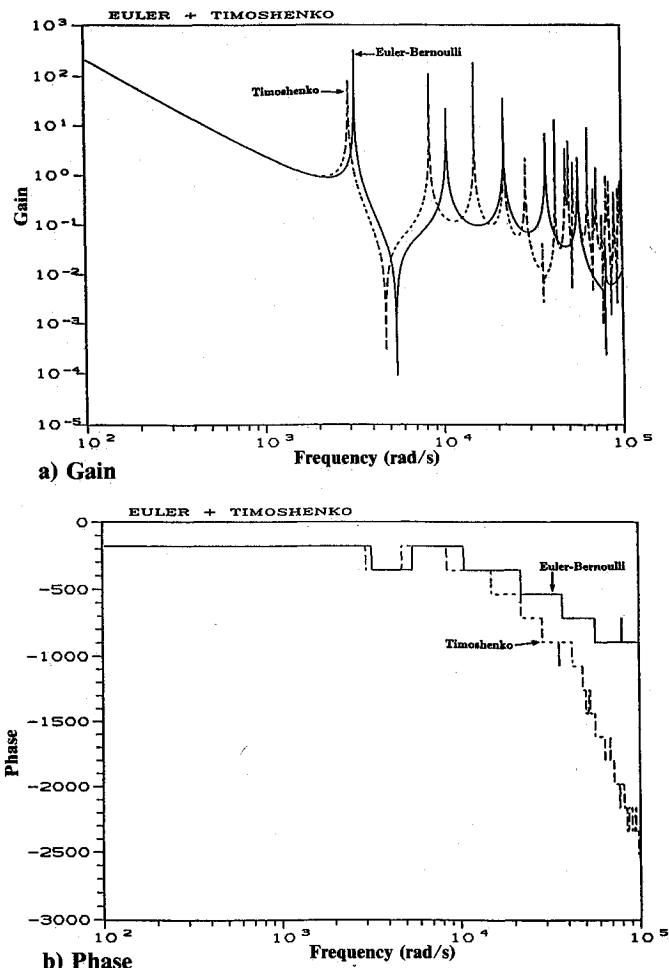 EULER + TIMOSHENKO
10³
10²
10¹
10⁰
10⁻¹
10⁻²
10⁻³
10⁻⁴
10⁻⁵
Gain
Euler-Bernoulli
Timoshenko
10² 10³ 10⁴ 10⁵
Frequency (rad/s)
a) Gain
EULER + TIMOSHENKO
0
-500
-1000
-1500
-2000
-2500
-3000
Phase
Euler-Bernoulli
Timoshenko
10² 10³ 10⁴ 10⁵
Frequency (rad/s)
b) Phase